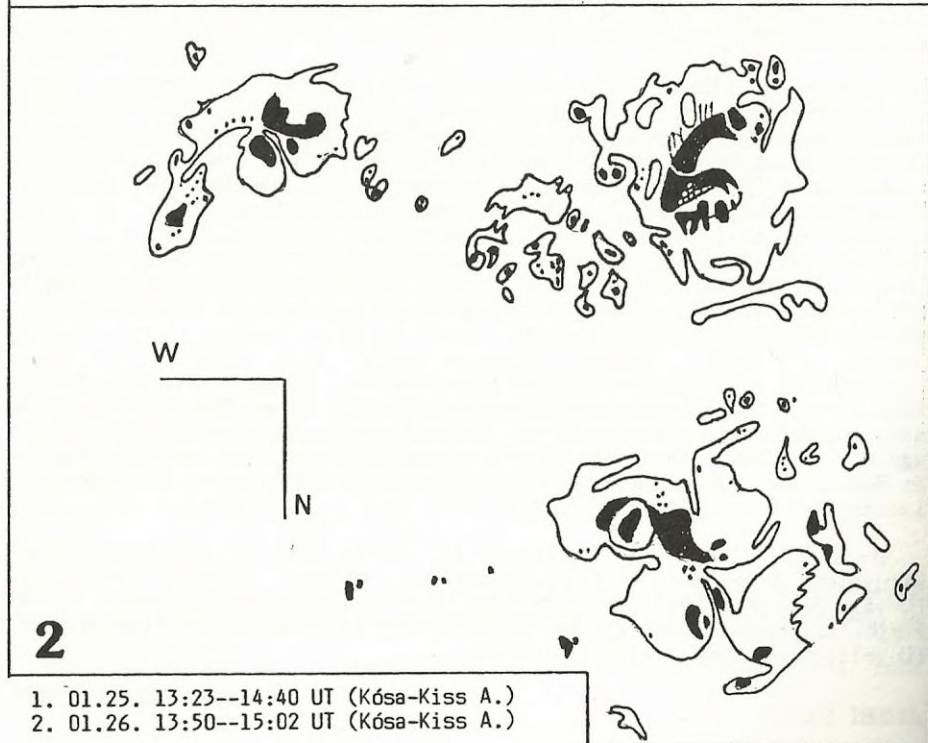 W
N
2
1. 01.25. 13:23--14:40 UT (Kósa-Kiss A.)
2. 01.26. 13:50--15:02 UT (Kósa-Kiss A.)